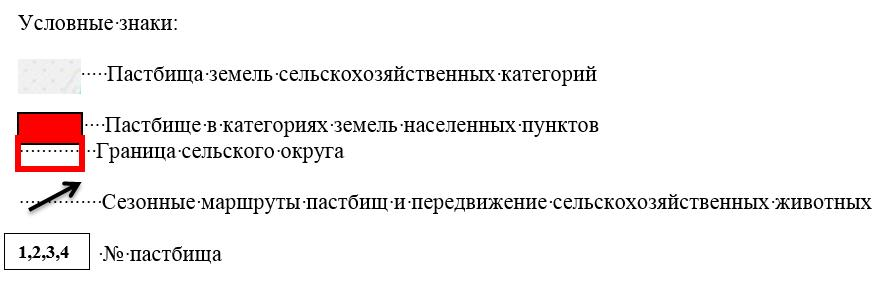 Условные знаки:
Пастбища земель сельскохозяйственных категорий
Пастбище в категориях земель населенных пунктов
Граница сельского округа
Сезонные маршруты пастбищ и передвижение сельскохозяйственных животных
1,2,3,4 № пастбища